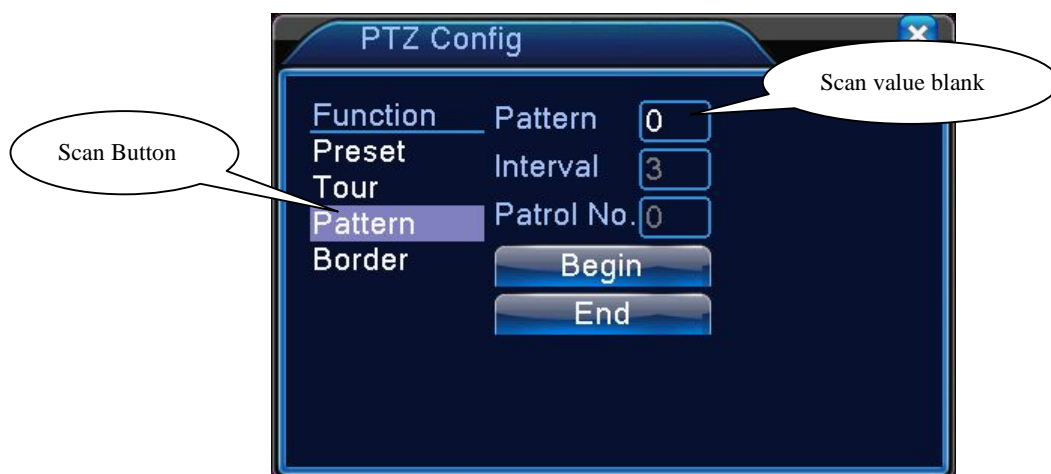 PTZ Config
Scan value blank
Function
Pattern 0
Preset
Interval 3
Scan Button
Tour
Pattern
Patrol No. 0
Border
Begin
End